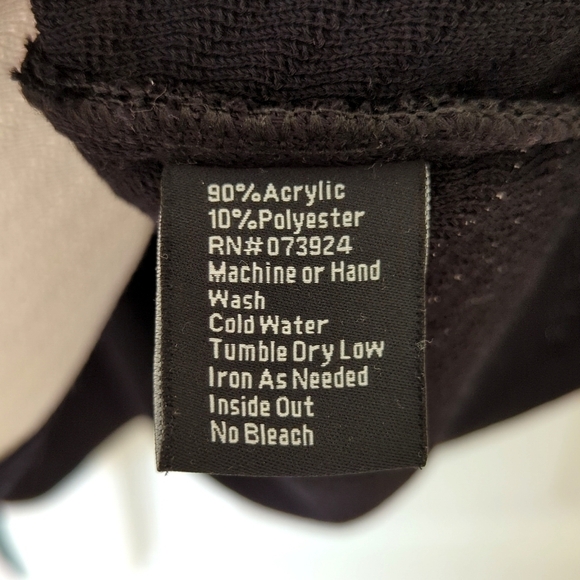 90% Acrylic
10% Polyester
RN# 073924
Machine or Hand
Wash
Cold Water
Tumble Dry Low
Iron As Needed
Inside Out
No Bleach